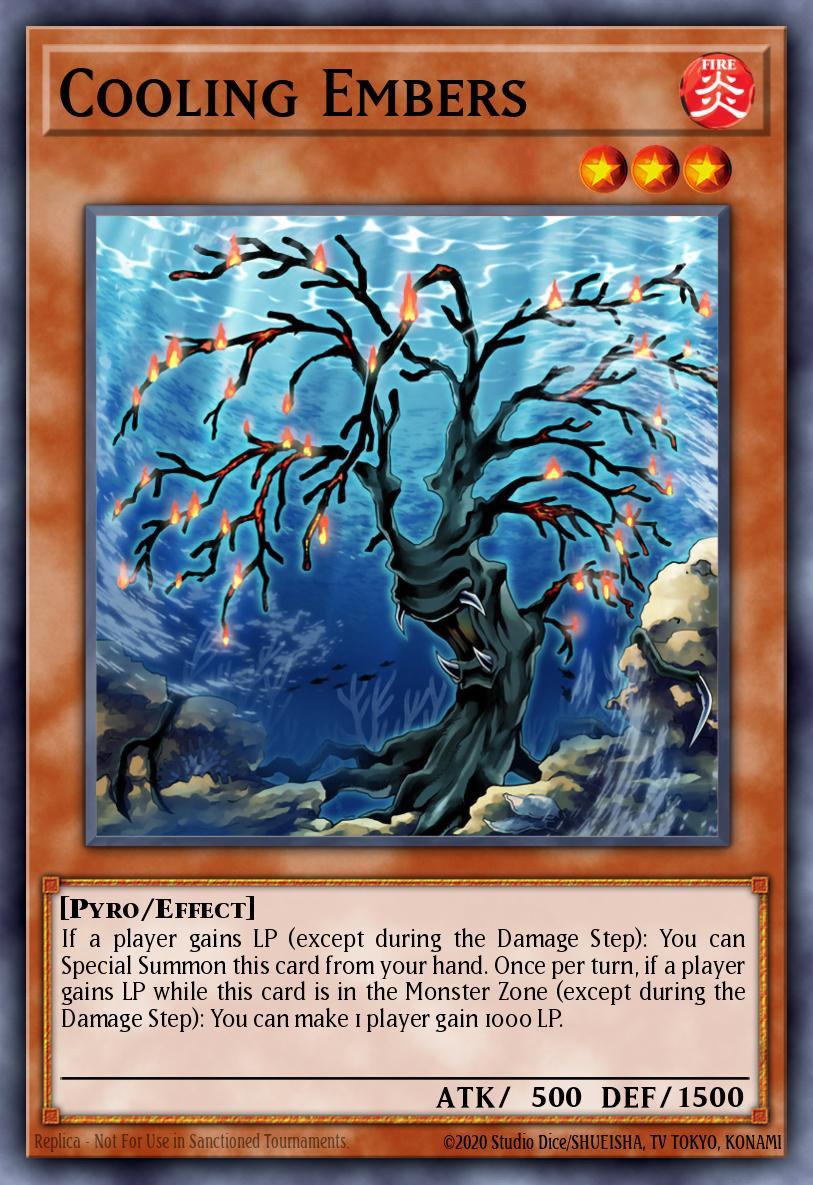 Cooling Embers
FIRE
炎
[Pyro/Effect]
If a player gains LP (except during the Damage Step): You can
Special Summon this card from your hand. Once per turn, if a player
gains LP while this card is in the Monster Zone (except during the
Damage Step): You can make 1 player gain 1000 LP.
ATK/ 500 DEF/1500
Replica - Not For Use in Sanctioned Tournaments.
©2020 Studio Dice/SHUEISHA, TV TOKYO, KONAMI